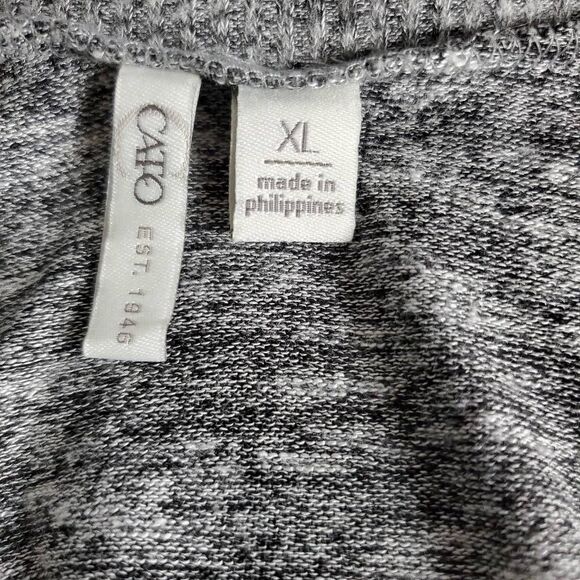 CATO
EST. 1946
XL
made in
philippines